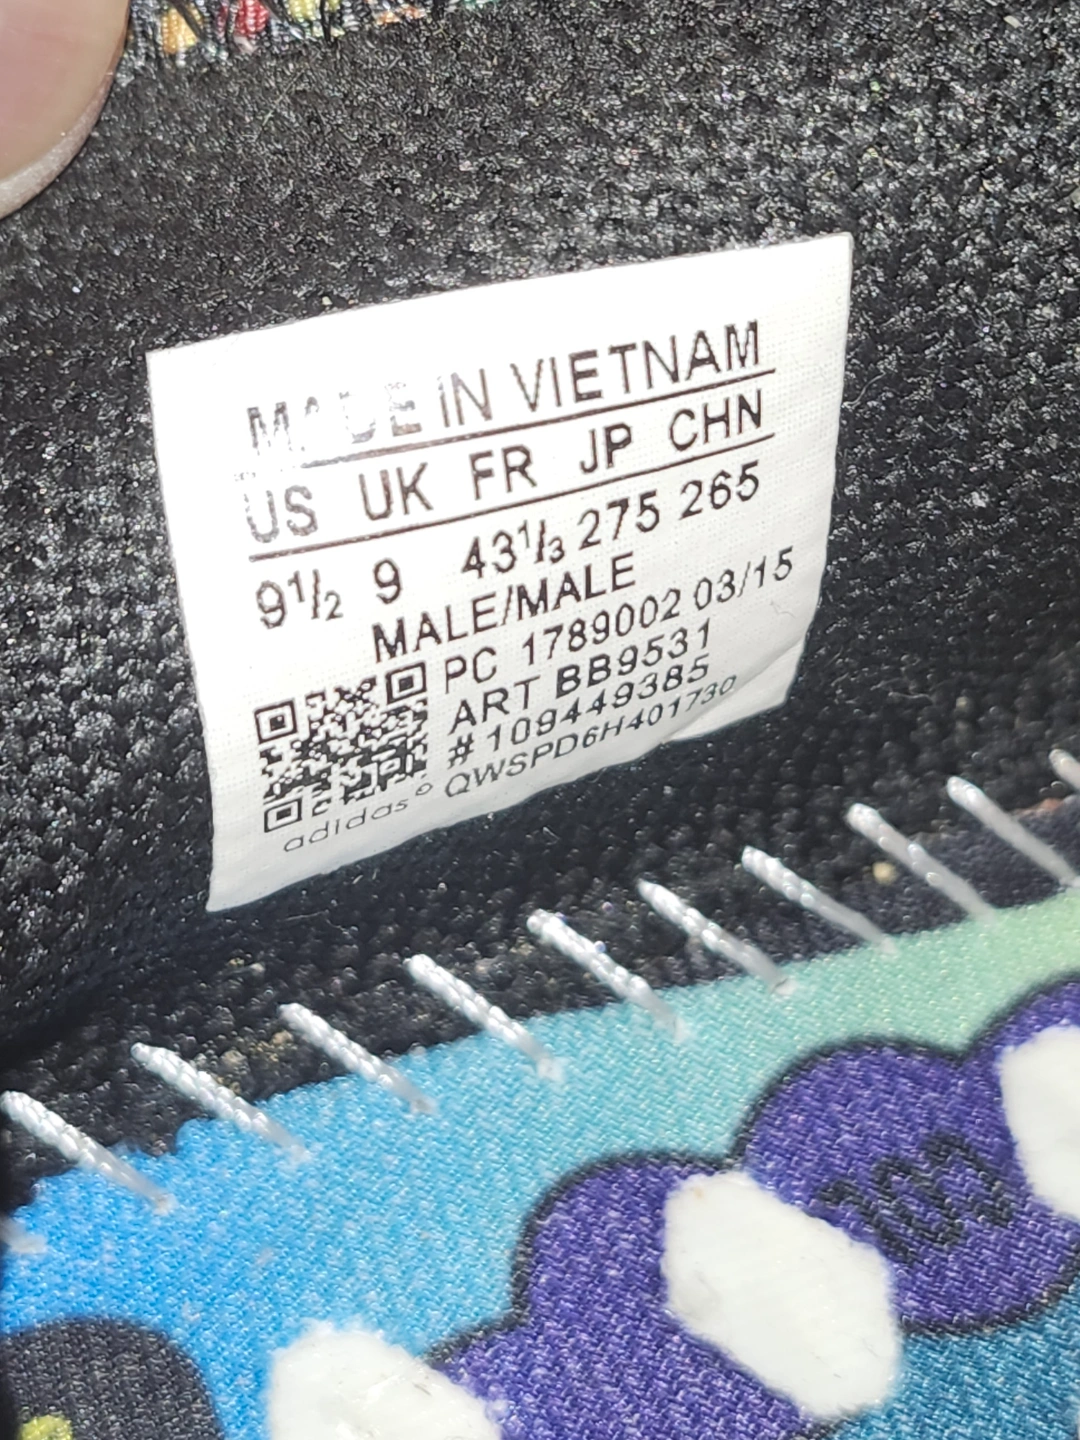 MADE IN VIETNAM
US UK FR JP CHN
9½ 9 43⅓ 275 265
MALE/MALE
PC 1789002 03/15
ART BB9531
# 109449385
QWSPD6H401730
adidas©